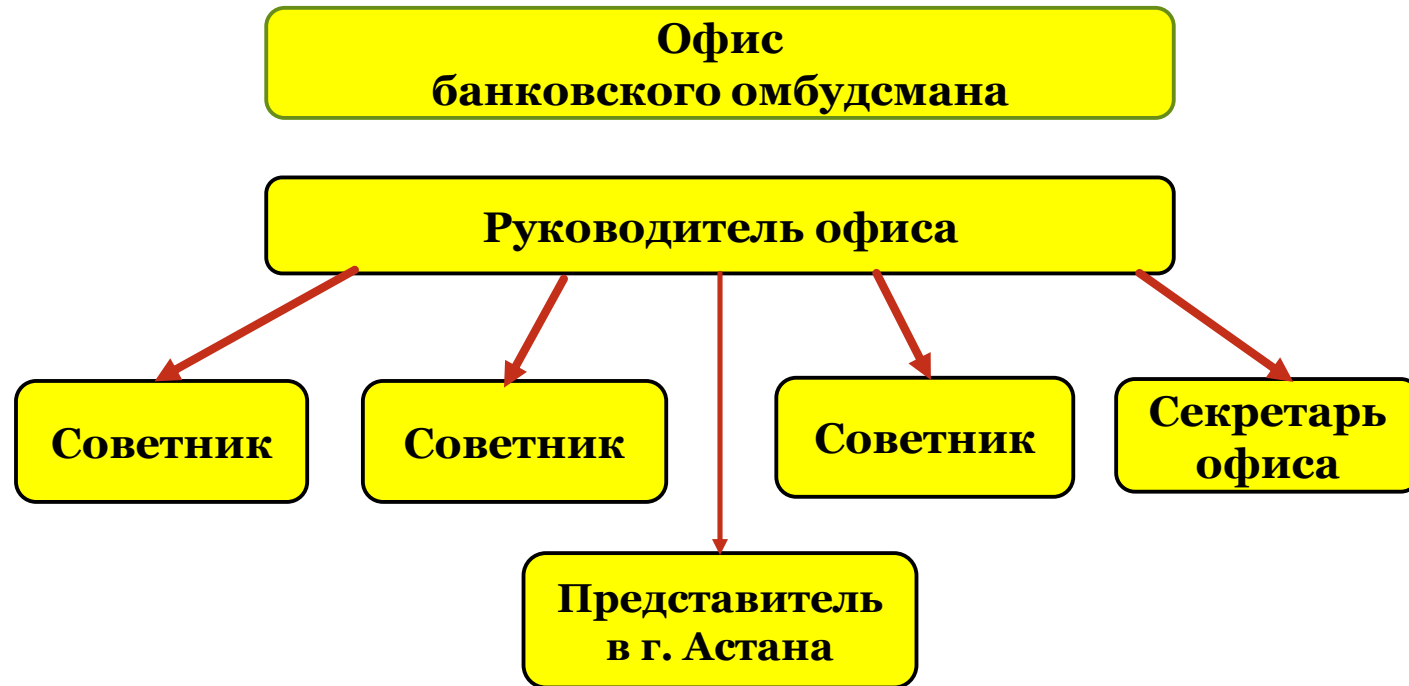 Офис
банковского омбудсмана
Руководитель офиса
Советник
Советник
Советник
Секретарь
офиса
Представитель
в г. Астана